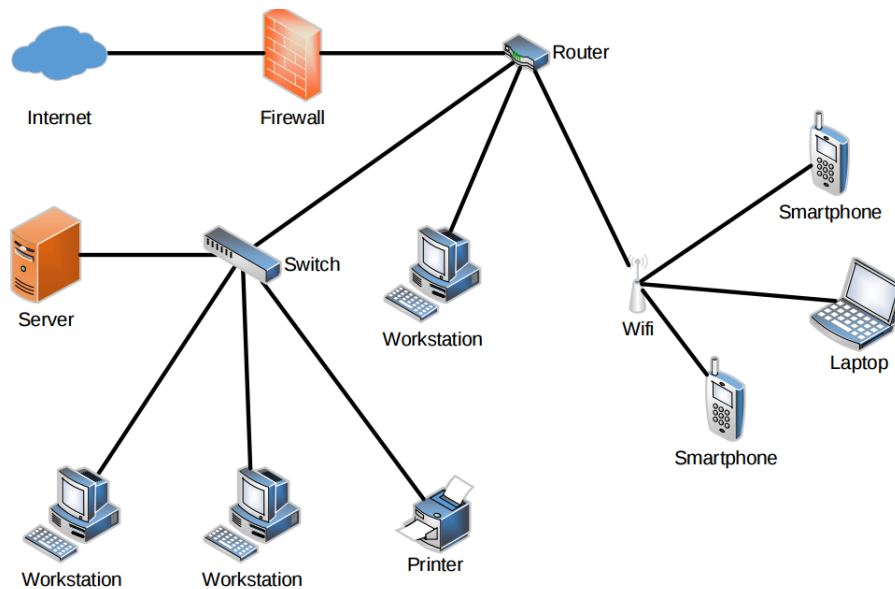 Router
Internet
Firewall
Smartphone
Switch
Server
Workstation
Wifi
Laptop
Smartphone
Printer
Workstation
Workstation